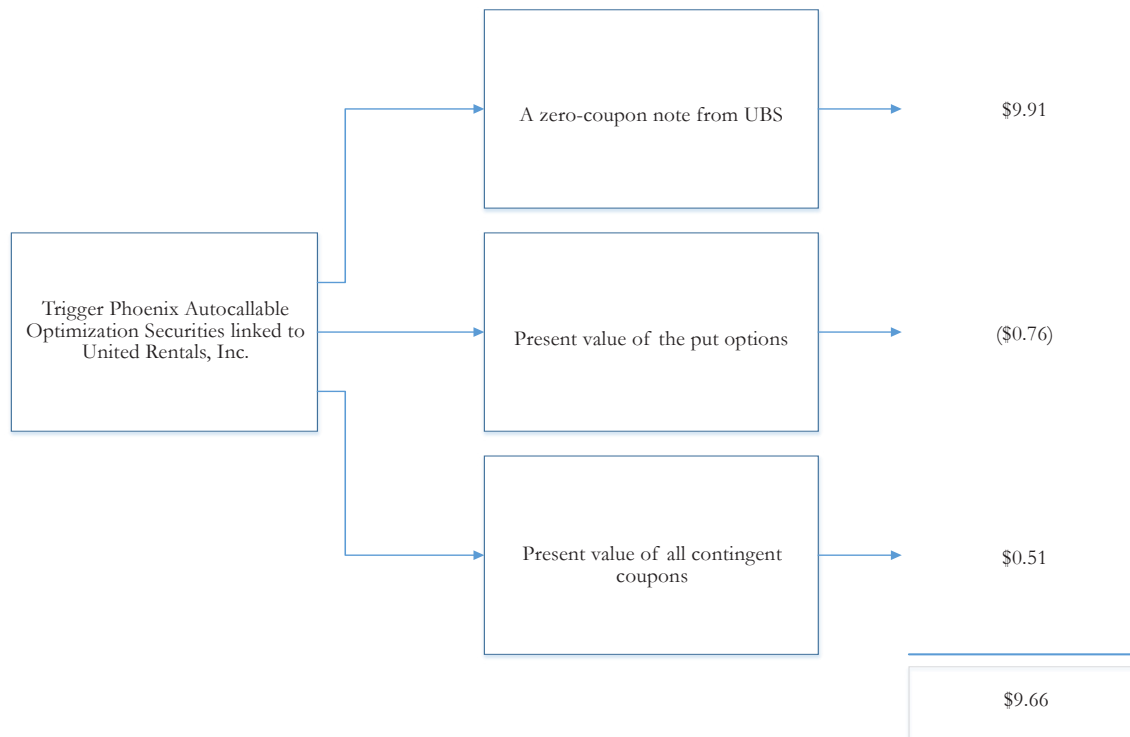 A zero-coupon note from UBS
$9.91
Trigger Phoenix Autocallable
Optimization Securities linked to
United Rentals, Inc.
Present value of the put options
($0.76)
Present value of all contingent
coupons
$0.51
$9.66